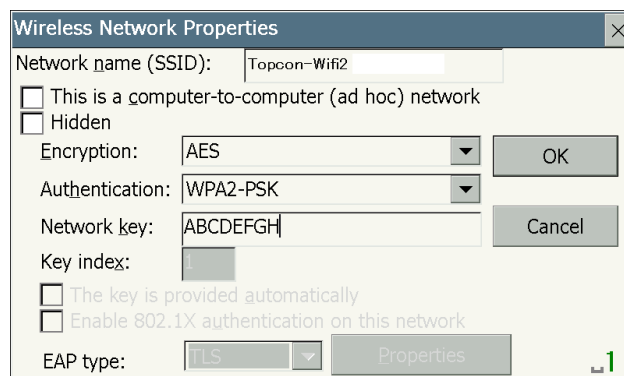 Wireless Network Properties
Network name (SSID): Topcon-Wifi2
This is a computer-to-computer (ad hoc) network
Hidden
Encryption: AES OK
Authentication: WPA2-PSK
Network key: ABCDEFGH Cancel
Key index: 1
The key is provided automatically
Enable 802.1X authentication on this network
EAP type: TLS Properties
1